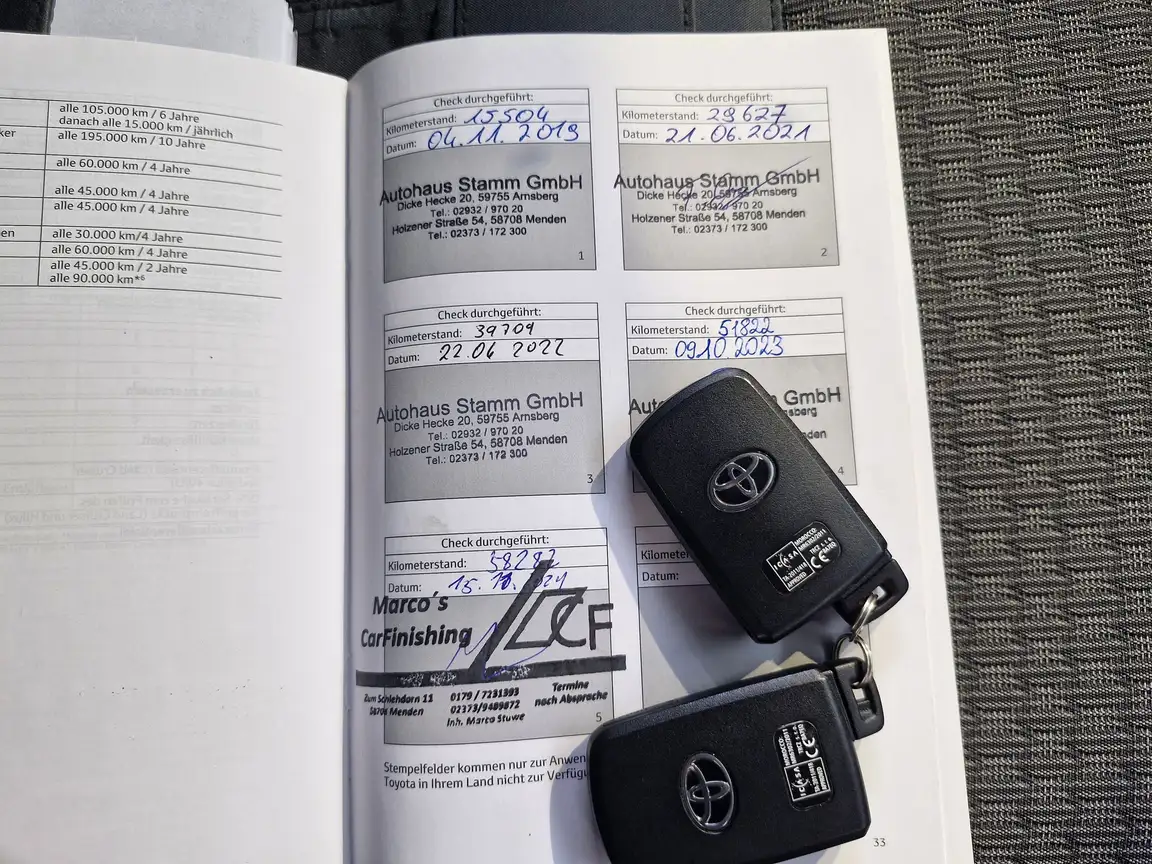 alle 105.000 km / 6 Jahre
danach alle 15.000 km / jährlich
alle 195.000 km / 10 Jahre
alle 60.000 km / 4 Jahre
alle 45.000 km / 4 Jahre
alle 45.000 km / 4 Jahre
alle 30.000 km/4 Jahre
alle 60.000 km / 4 Jahre
alle 45.000 km / 2 Jahre
alle 90.000 km*⁶
Check durchgeführt:
Kilometerstand: 15504
Datum: 04.11.2019
Autohaus Stamm GmbH
Dicke Hecke 20, 59755 Arnsberg
Tel.: 02932 / 970 20
Holzener Straße 54, 58708 Menden
Tel.: 02373 / 172 300
1
Check durchgeführt:
Kilometerstand: 29627
Datum: 21.06.2021
Autohaus Stamm GmbH
Dicke Hecke 20, 59755 Arnsberg
Tel.: 02932 / 970 20
Holzener Straße 54, 58708 Menden
Tel.: 02373 / 172 300
2
Check durchgeführt:
Kilometerstand: 39709
Datum: 22.06 2022
Autohaus Stamm GmbH
Dicke Hecke 20, 59755 Arnsberg
Tel.: 02932 / 970 20
Holzener Straße 54, 58708 Menden
Tel.: 02373 / 172 300
3
Check durchgeführt:
Kilometerstand: 51822
Datum: 09.10.2023
GmbH
4
Check durchgeführt:
Kilometerstand: 58282
Datum:
Marco´s
CarFinishing
CF
Zum Schlehdorn 11
58706 Menden
0179 / 7231393
02373/9489872
Inh. Marco Stuwe
Termine
nach Absprache
5
Datum:
Stempelfelder kommen nur zur
Toyota in Ihrem Land nicht zur
33
ICASA
TA-2011/418
APPROVED
CE
ICASA
APPROVED
CE